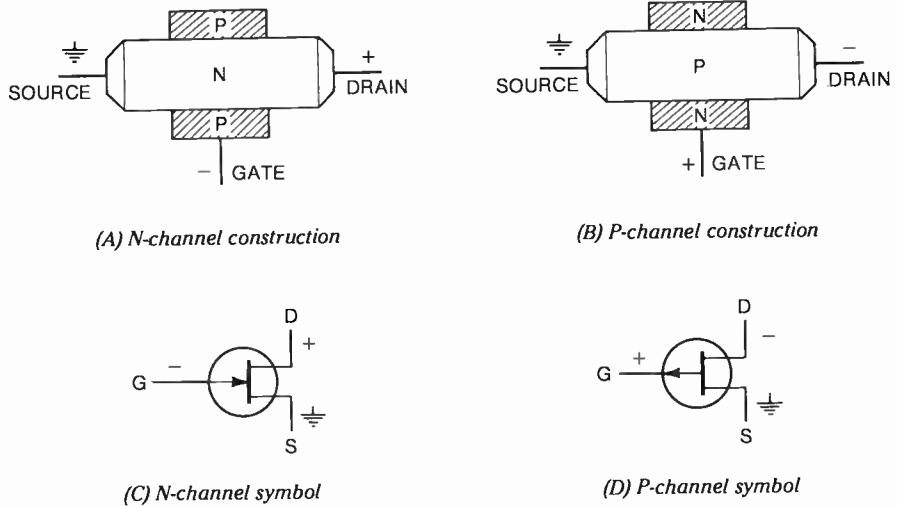 P
N
P
SOURCE
+
DRAIN
− GATE
(A) N-channel construction
N
P
N
SOURCE
−
DRAIN
+ GATE
(B) P-channel construction
D
+
−
G
S
(C) N-channel symbol
D
−
+
G
S
(D) P-channel symbol